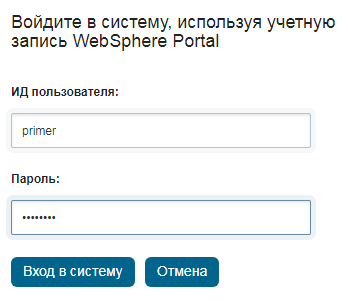 Войдите в систему, используя учетную
запись WebSphere Portal
ИД пользователя:
primer
Пароль:
••••••••
Вход в систему
Отмена